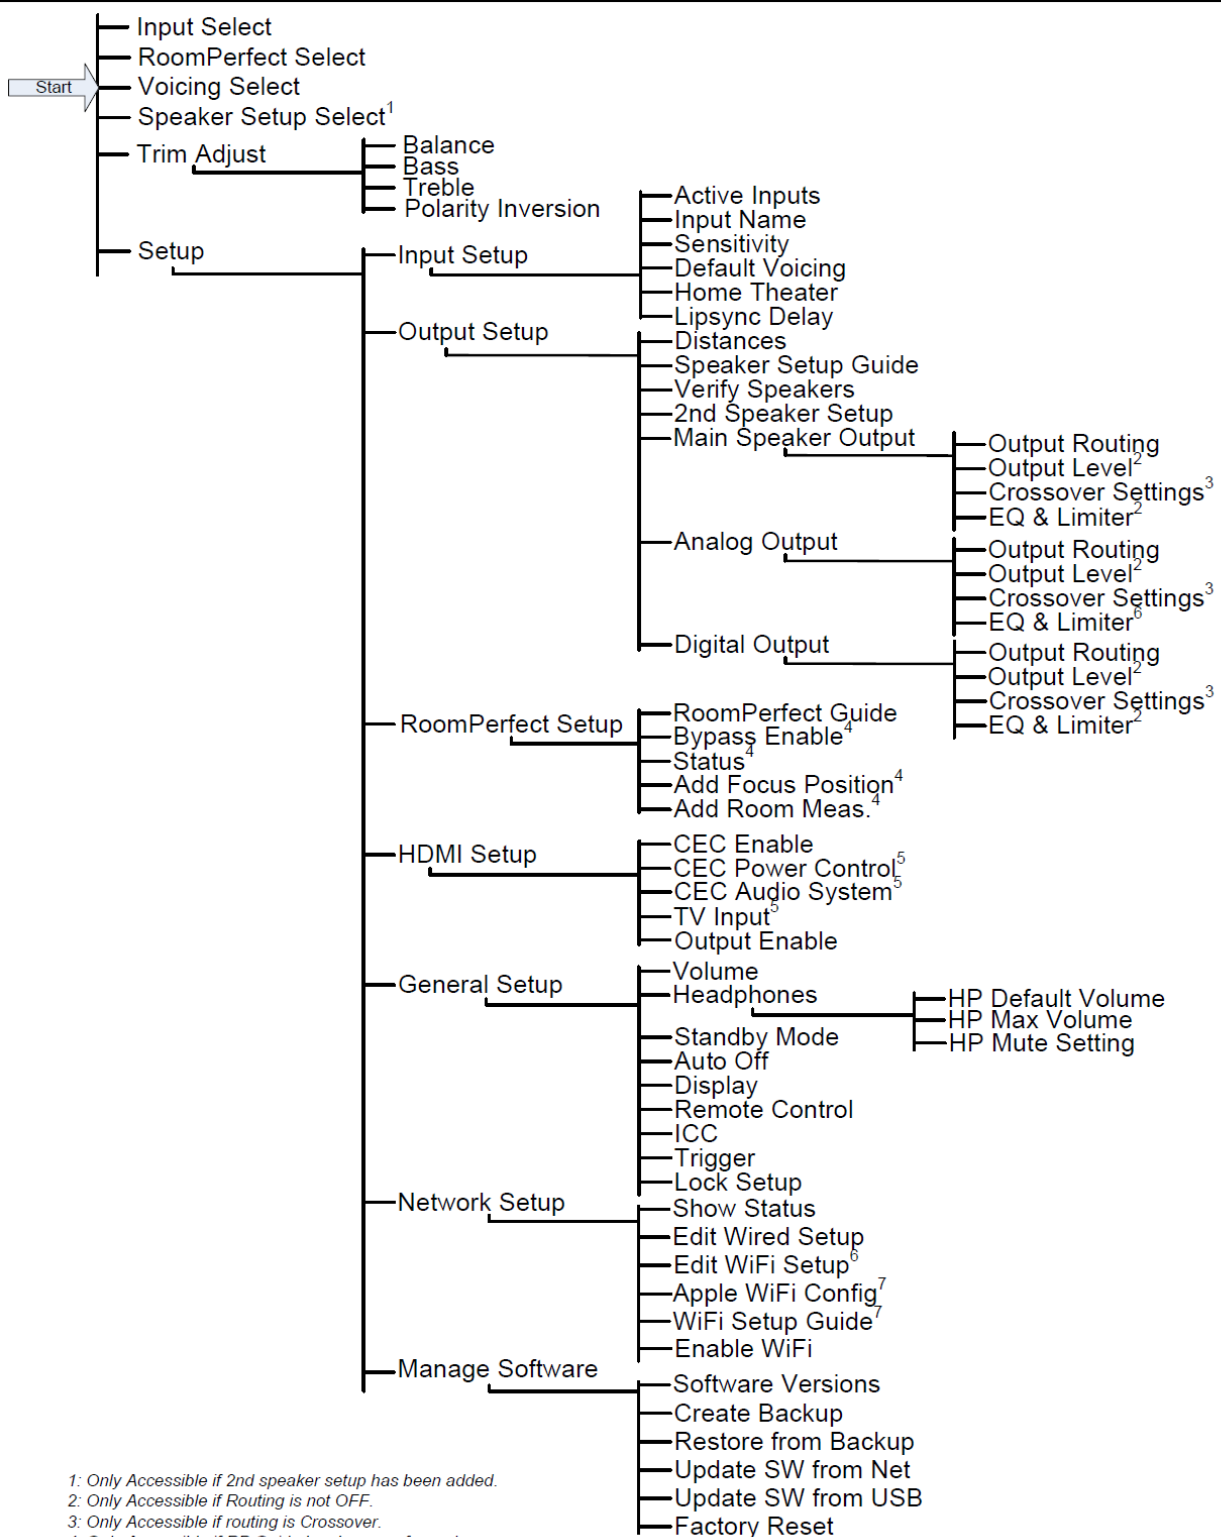 Input Select
RoomPerfect Select
Start
Voicing Select
Speaker Setup Select1
Trim Adjust
Balance
Bass
Treble
Polarity Inversion
Setup
Input Setup
Active Inputs
Input Name
Sensitivity
Default Voicing
Home Theater
Lipsync Delay
Output Setup
Distances
Speaker Setup Guide
Verify Speakers
2nd Speaker Setup
Main Speaker Output
Output Routing
Output Level2
Crossover Settings3
EQ & Limiter2
Analog Output
Output Routing
Output Level2
Crossover Settings3
EQ & Limiter6
Digital Output
Output Routing
Output Level2
Crossover Settings3
EQ & Limiter2
RoomPerfect Setup
RoomPerfect Guide
Bypass Enable4
Status4
Add Focus Position4
Add Room Meas.4
HDMI Setup
CEC Enable
CEC Power Control5
CEC Audio System5
TV Input5
Output Enable
General Setup
Volume
Headphones
HP Default Volume
HP Max Volume
HP Mute Setting
Standby Mode
Auto Off
Display
Remote Control
ICC
Trigger
Lock Setup
Network Setup
Show Status
Edit Wired Setup
Edit WiFi Setup6
Apple WiFi Config7
WiFi Setup Guide7
Enable WiFi
Manage Software
Software Versions
Create Backup
Restore from Backup
Update SW from Net
Update SW from USB
Factory Reset
1: Only Accessible if 2nd speaker setup has been added.
2: Only Accessible if Routing is not OFF.
3: Only Accessible if routing is Crossover.